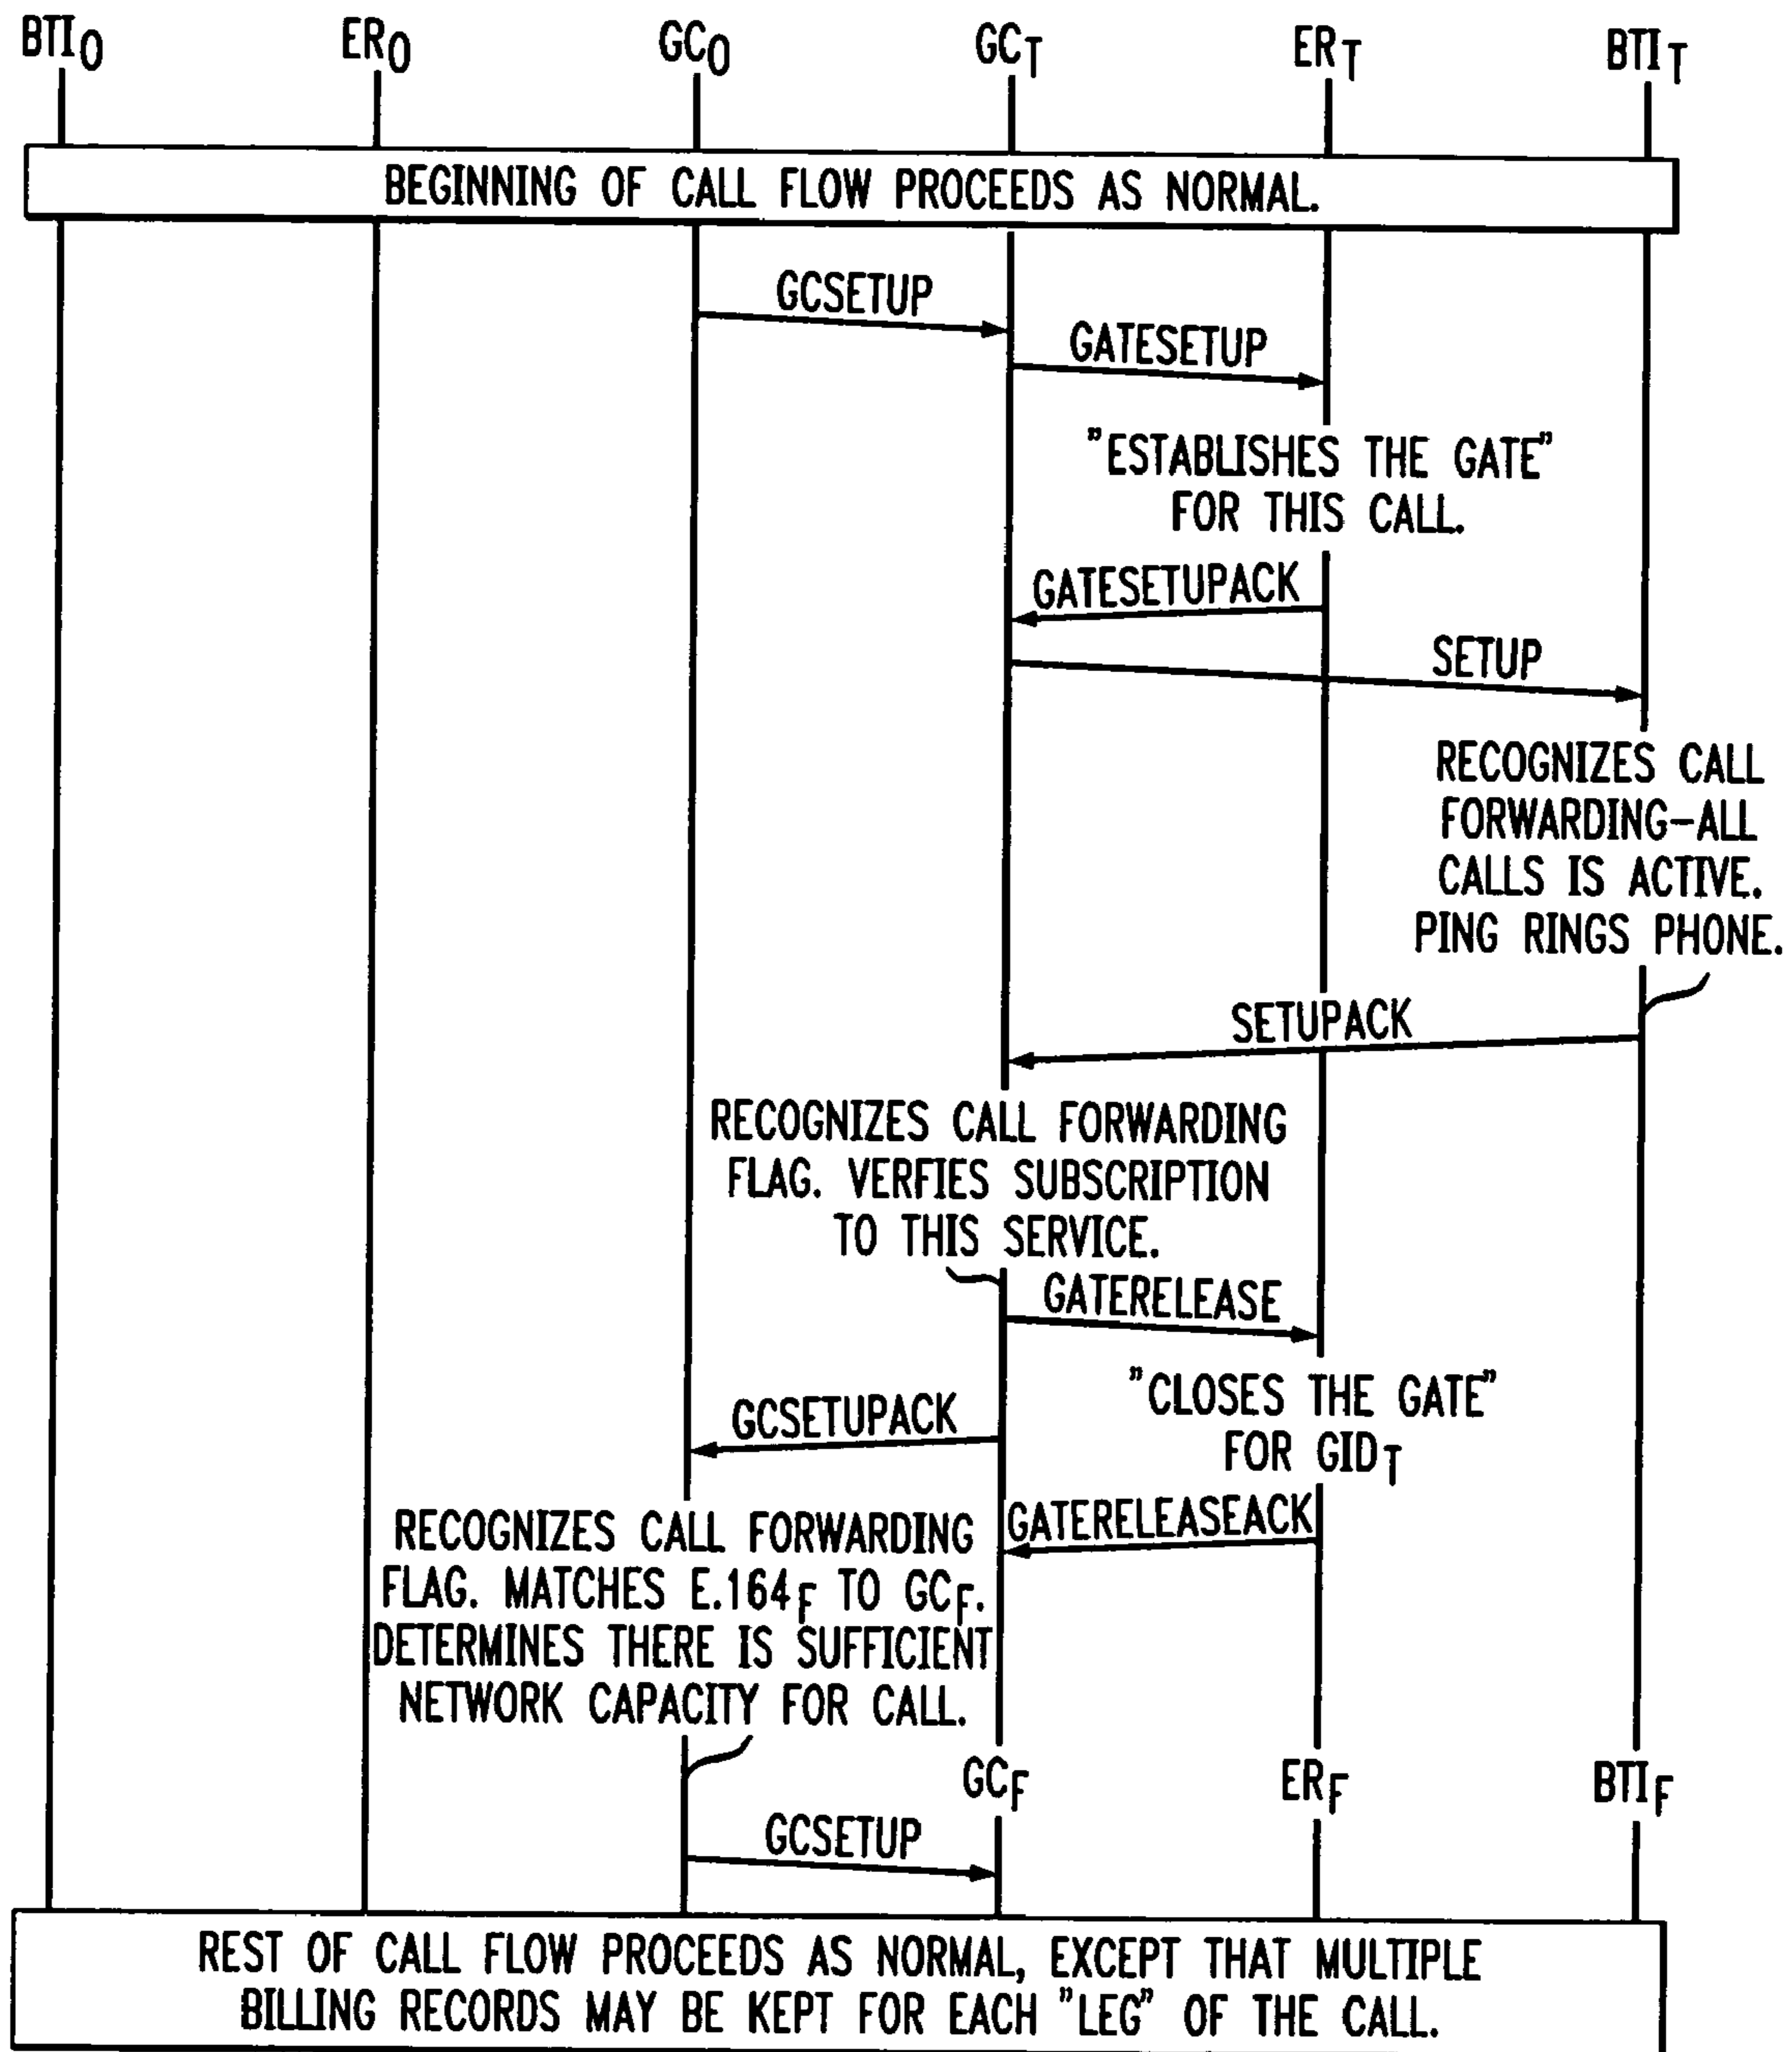 BTIO
ERO
GCO
GCT
ERT
BTIT
BEGINNING OF CALL FLOW PROCEEDS AS NORMAL.
GCSETUP
GATESETUP
"ESTABLISHES THE GATE"
FOR THIS CALL.
GATESETUPACK
SETUP
RECOGNIZES CALL
FORWARDING-ALL
CALLS IS ACTIVE.
PING RINGS PHONE.
SETUPACK
RECOGNIZES CALL FORWARDING
FLAG. VERFIES SUBSCRIPTION
TO THIS SERVICE.
GATERELEASE
"CLOSES THE GATE"
FOR GIDT
GCSETUPACK
GATERELEASEACK
RECOGNIZES CALL FORWARDING
FLAG. MATCHES E.164F TO GCF.
DETERMINES THERE IS SUFFICIENT
NETWORK CAPACITY FOR CALL.
GCF
ERF
BTIF
GCSETUP
REST OF CALL FLOW PROCEEDS AS NORMAL, EXCEPT THAT MULTIPLE
BILLING RECORDS MAY BE KEPT FOR EACH "LEG" OF THE CALL.